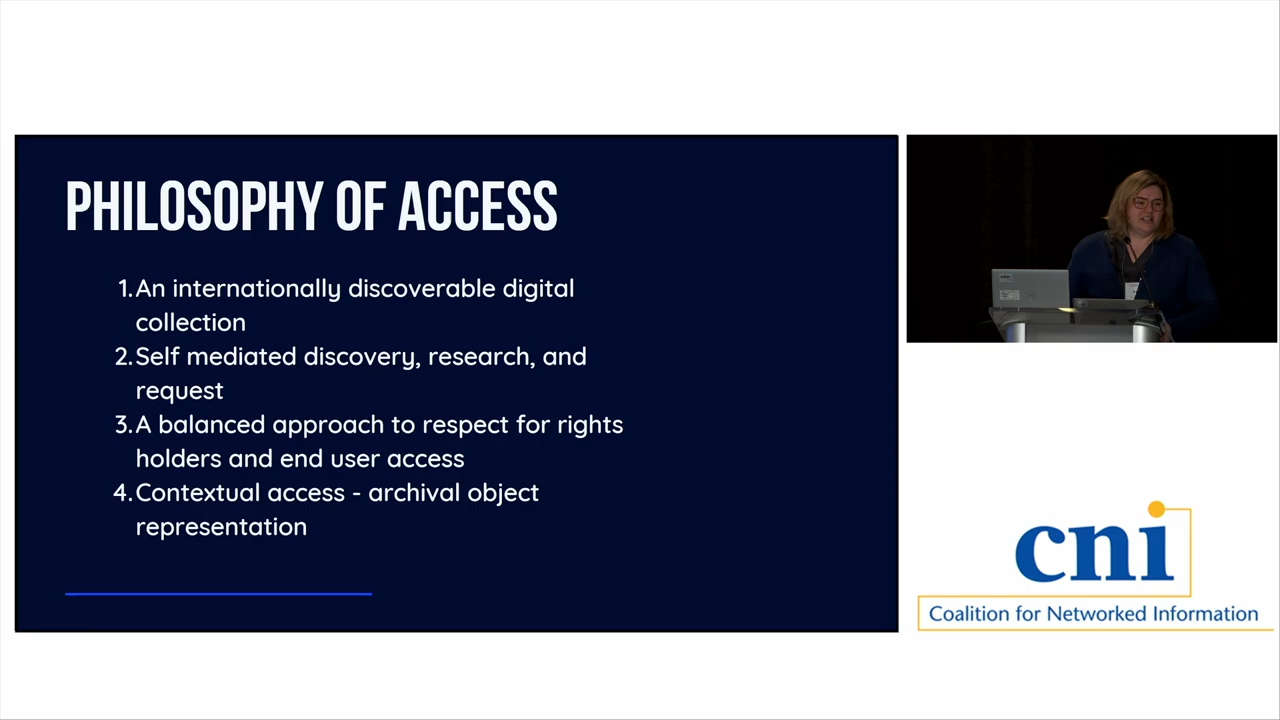 PHILOSOPHY OF ACCESS
1. An internationally discoverable digital
collection
2. Self mediated discovery, research, and
request
3. A balanced approach to respect for rights
holders and end user access
4. Contextual access - archival object
representation
cni
Coalition for Networked Information